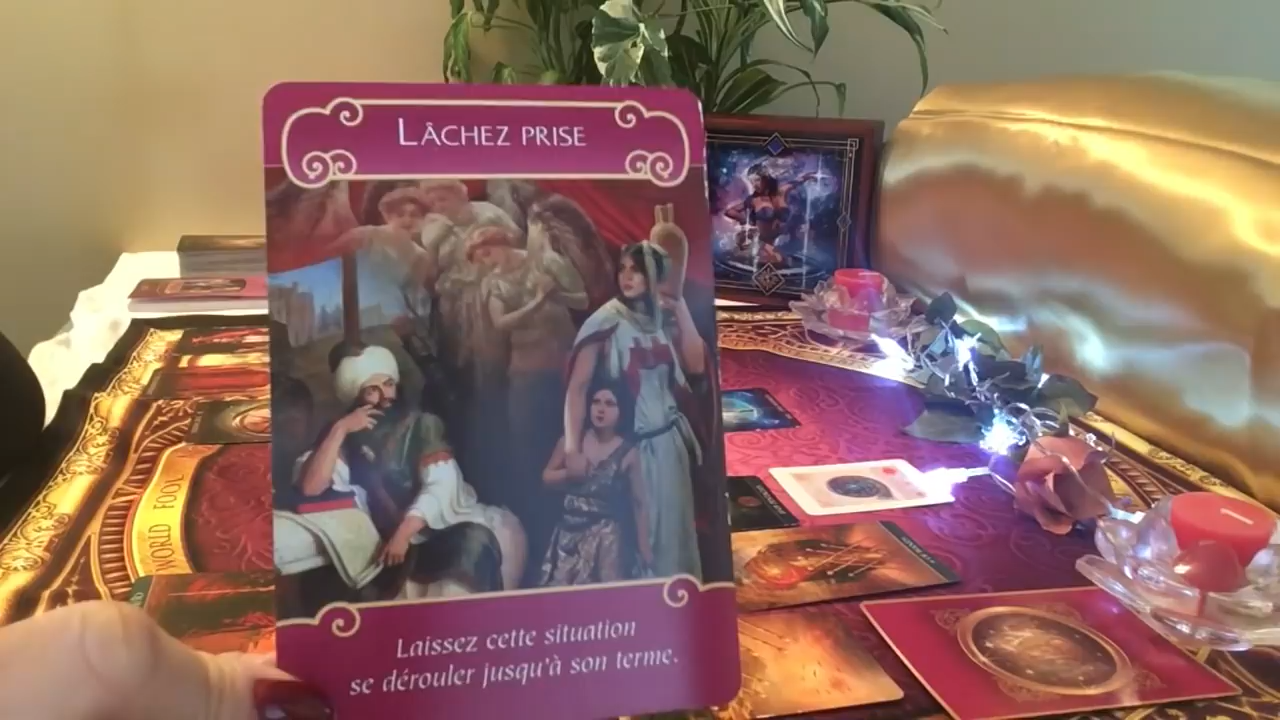 LÂCHEZ PRISE
Laissez cette situation
se dérouler jusqu'à son terme.
WORLD FOOL